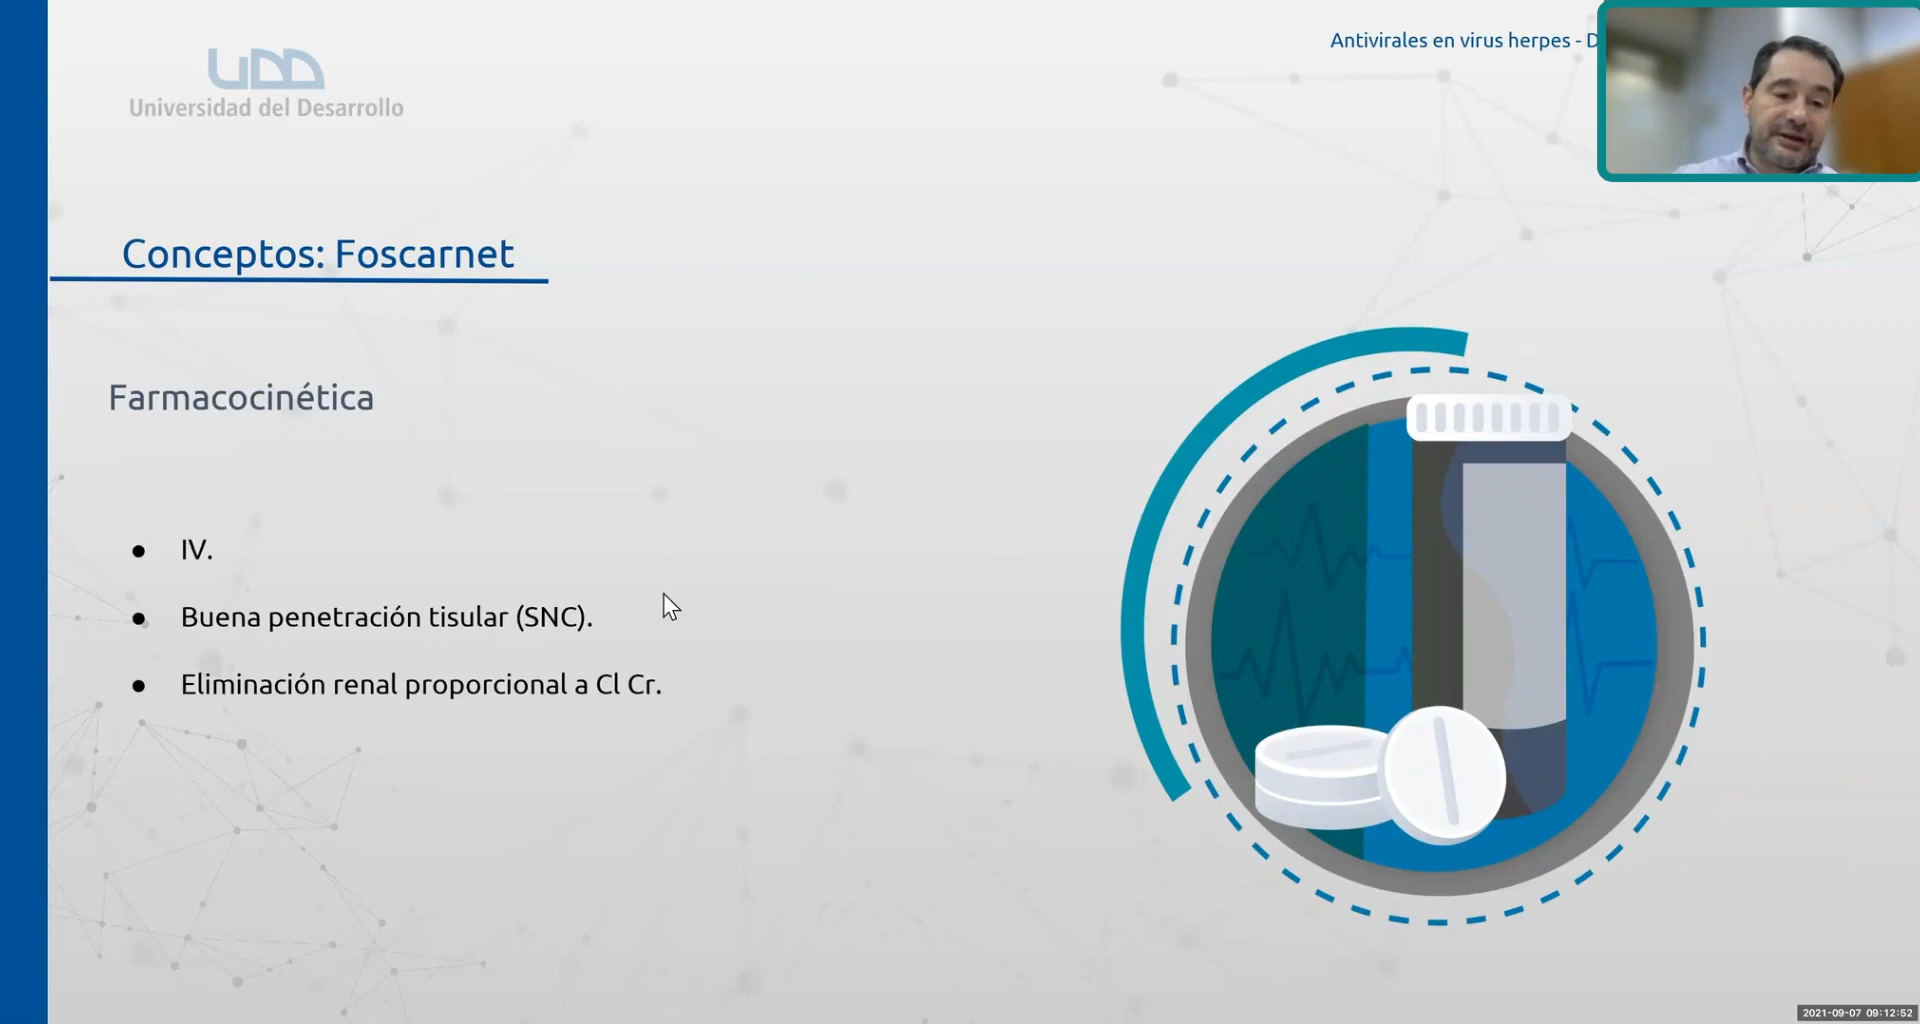 UDD
Universidad del Desarrollo
Antivirales en virus herpes -
Conceptos: Foscarnet
Farmacocinética
● IV.
● Buena penetración tisular (SNC).
● Eliminación renal proporcional a Cl Cr.
2021-09-07 09:12:52